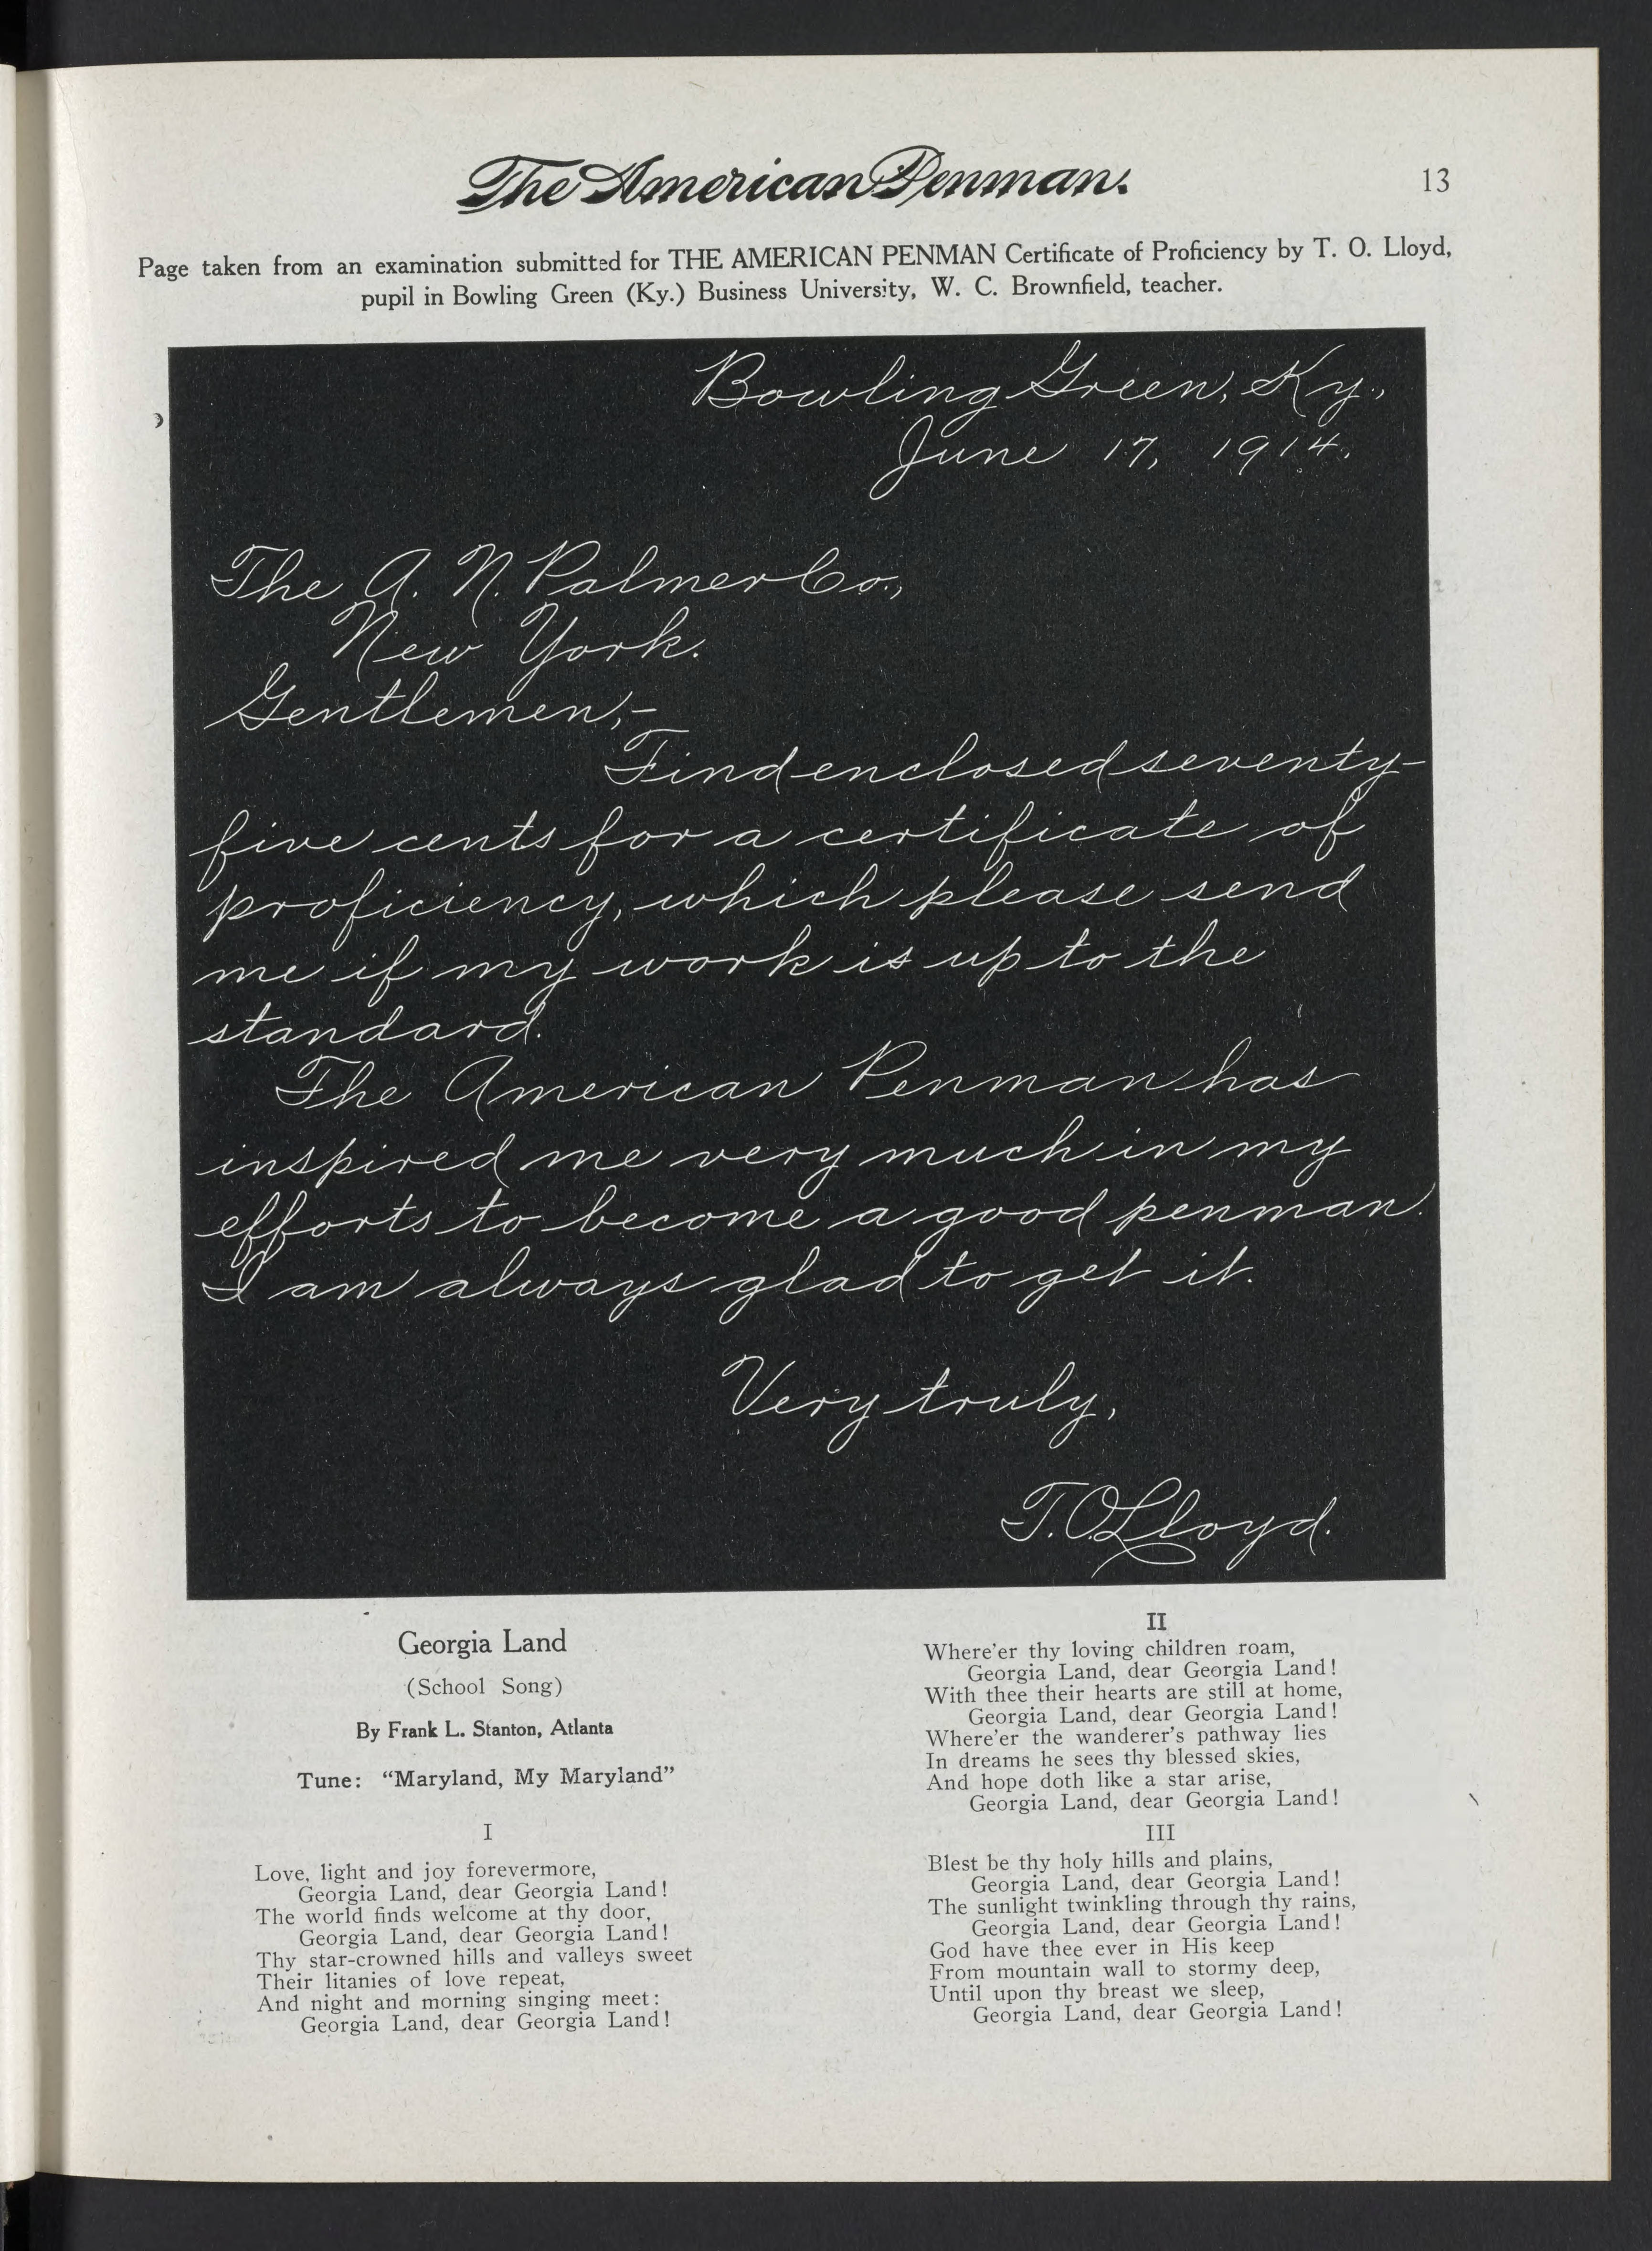 The American Penman.
13
Page taken from an examination submitted for THE AMERICAN PENMAN Certificate of Proficiency by T. O. Lloyd,
pupil in Bowling Green (Ky.) Business University, W. C. Brownfield, teacher.
Bowling Green, Ky.,
June 17, 1914.
The A. N. Palmer Co.,
New York.
Gentlemen,-
Find enclosed seventy-
five cents for a certificate of
proficiency, which please send
me if my work is up to the
standard.
The American Penman has
inspired me very much in my
efforts to become a good penman.
I am always glad to get it.
Very truly,
T. O. Lloyd.
Georgia Land
(School Song)
By Frank L. Stanton, Atlanta
Tune: "Maryland, My Maryland"
I
Love, light and joy forevermore,
Georgia Land, dear Georgia Land!
The world finds welcome at thy door,
Georgia Land, dear Georgia Land!
Thy star-crowned hills and valleys sweet
Their litanies of love repeat,
And night and morning singing meet:
Georgia Land, dear Georgia Land!
II
Where'er thy loving children roam,
Georgia Land, dear Georgia Land!
With thee their hearts are still at home,
Georgia Land, dear Georgia Land!
Where'er the wanderer's pathway lies
In dreams he sees thy blessed skies,
And hope doth like a star arise,
Georgia Land, dear Georgia Land!
III
Blest be thy holy hills and plains,
Georgia Land, dear Georgia Land!
The sunlight twinkling through thy rains,
Georgia Land, dear Georgia Land!
God have thee ever in His keep
From mountain wall to stormy deep,
Until upon thy breast we sleep,
Georgia Land, dear Georgia Land!